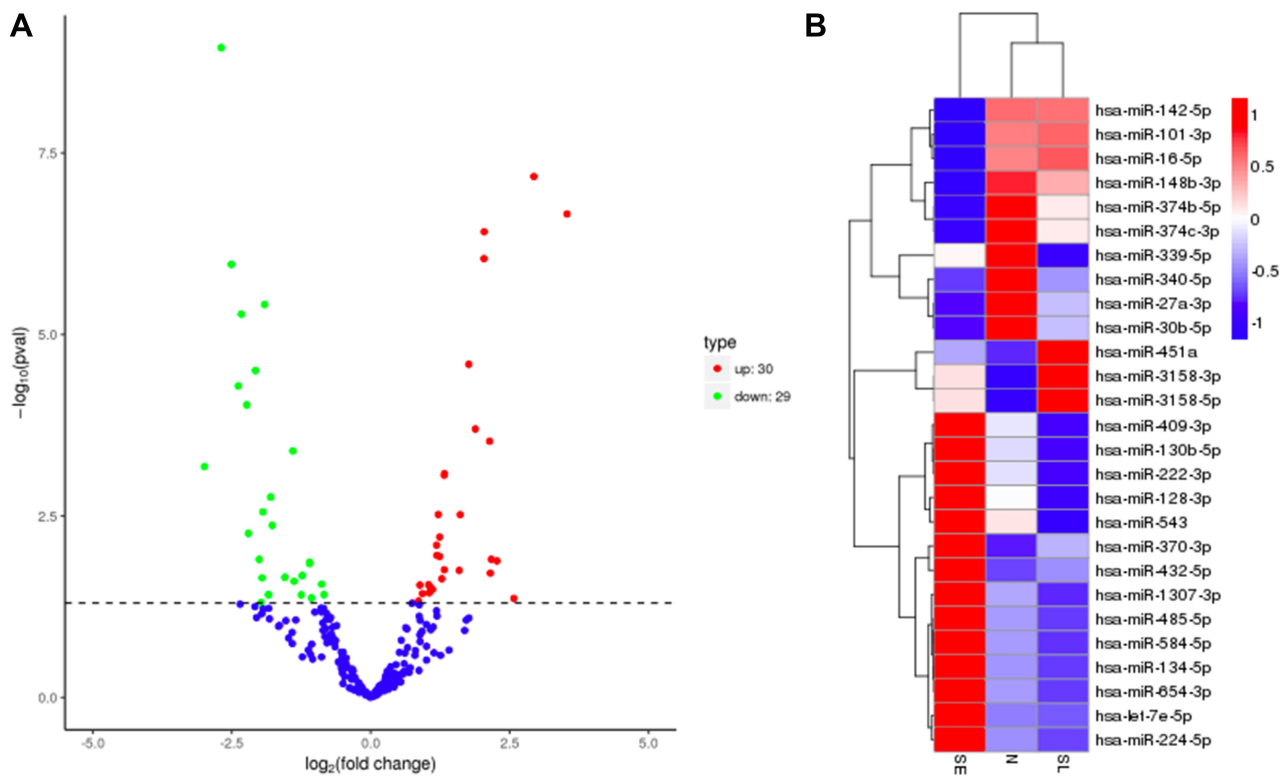 A
B
7.5
5.0
2.5
0.0
-5.0
-2.5
0.0
2.5
5.0
−log10(pval)
log2(fold change)
type
up: 30
down: 29
hsa-miR-142-5p
hsa-miR-101-3p
hsa-miR-16-5p
hsa-miR-148b-3p
hsa-miR-374b-5p
hsa-miR-374c-3p
hsa-miR-339-5p
hsa-miR-340-5p
hsa-miR-27a-3p
hsa-miR-30b-5p
hsa-miR-451a
hsa-miR-3158-3p
hsa-miR-3158-5p
hsa-miR-409-3p
hsa-miR-130b-5p
hsa-miR-222-3p
hsa-miR-128-3p
hsa-miR-543
hsa-miR-370-3p
hsa-miR-432-5p
hsa-miR-1307-3p
hsa-miR-485-5p
hsa-miR-584-5p
hsa-miR-134-5p
hsa-miR-654-3p
hsa-let-7e-5p
hsa-miR-224-5p
SE
N
SL
1
0.5
0
-0.5
-1